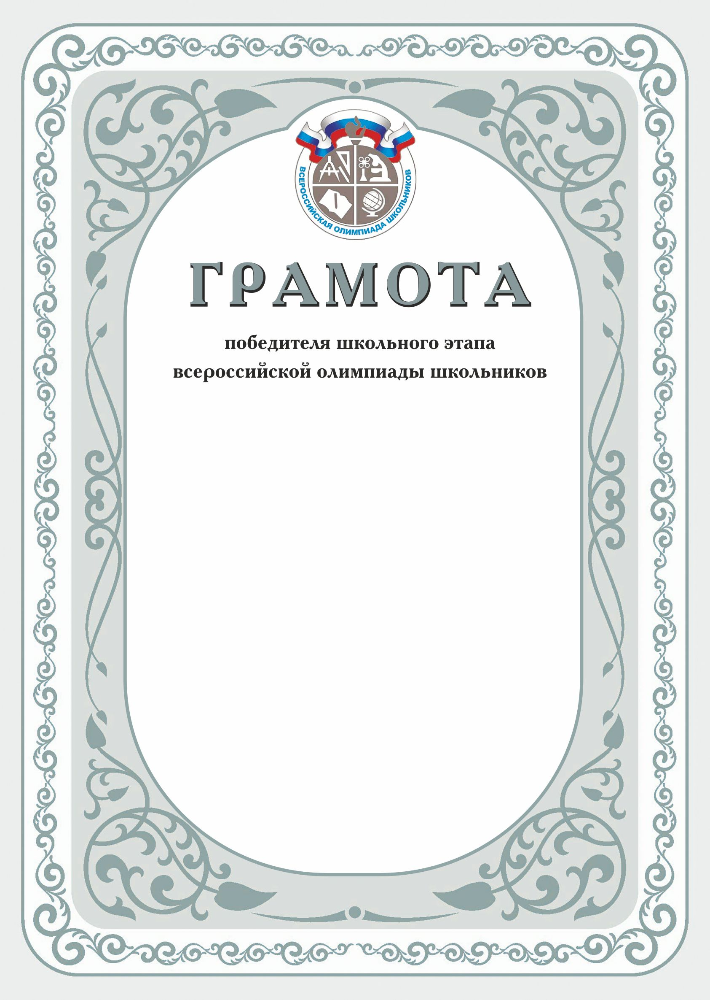 ВСЕРОССИЙСКАЯ ОЛИМПИАДА ШКОЛЬНИКОВ
ГРАМОТА
победителя школьного этапа
всероссийской олимпиады школьников